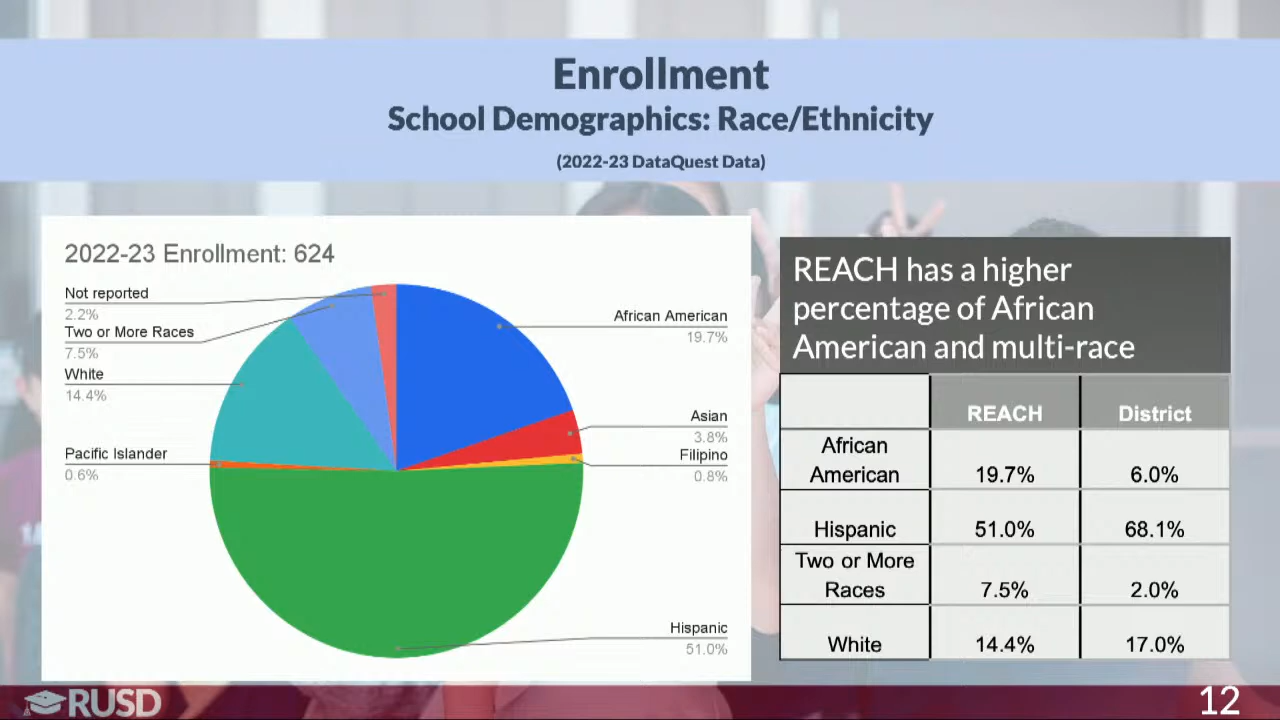 Enrollment
School Demographics: Race/Ethnicity
(2022-23 DataQuest Data)
2022-23 Enrollment: 624
Not reported
2.2%
Two or More Races
7.5%
White
14.4%
Pacific Islander
0.6%
African American
19.7%
Asian
3.8%
Filipino
0.8%
Hispanic
51.0%
REACH has a higher
percentage of African
American and multi-race
REACH District
African
American 19.7% 6.0%
Hispanic 51.0% 68.1%
Two or More
Races 7.5% 2.0%
White 14.4% 17.0%
RUSD
12